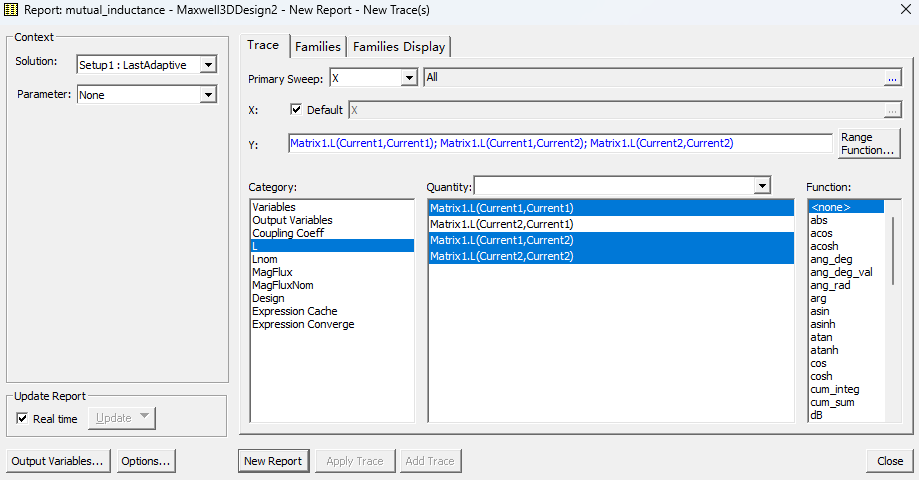 Report: mutual_inductance - Maxwell3DDesign2 - New Report - New Trace(s)
Context
Solution: Setup1 : LastAdaptive
Parameter: None
Trace Families Families Display
Primary Sweep: X All ...
X: Default X ...
Y: Matrix1.L(Current1,Current1); Matrix1.L(Current1,Current2); Matrix1.L(Current2,Current2)
Range
Function...
Category:
Variables
Output Variables
Coupling Coeff
L
Lnom
MagFlux
MagFluxNom
Design
Expression Cache
Expression Converge
Quantity:
Matrix1.L(Current1,Current1)
Matrix1.L(Current2,Current1)
Matrix1.L(Current1,Current2)
Matrix1.L(Current2,Current2)
Function:
<none>
abs
acos
acosh
ang_deg
ang_deg_val
ang_rad
arg
asin
asinh
atan
atanh
cos
cosh
cum_integ
cum_sum
dB
Update Report
Real time Update
Output Variables... Options... New Report Apply Trace Add Trace Close